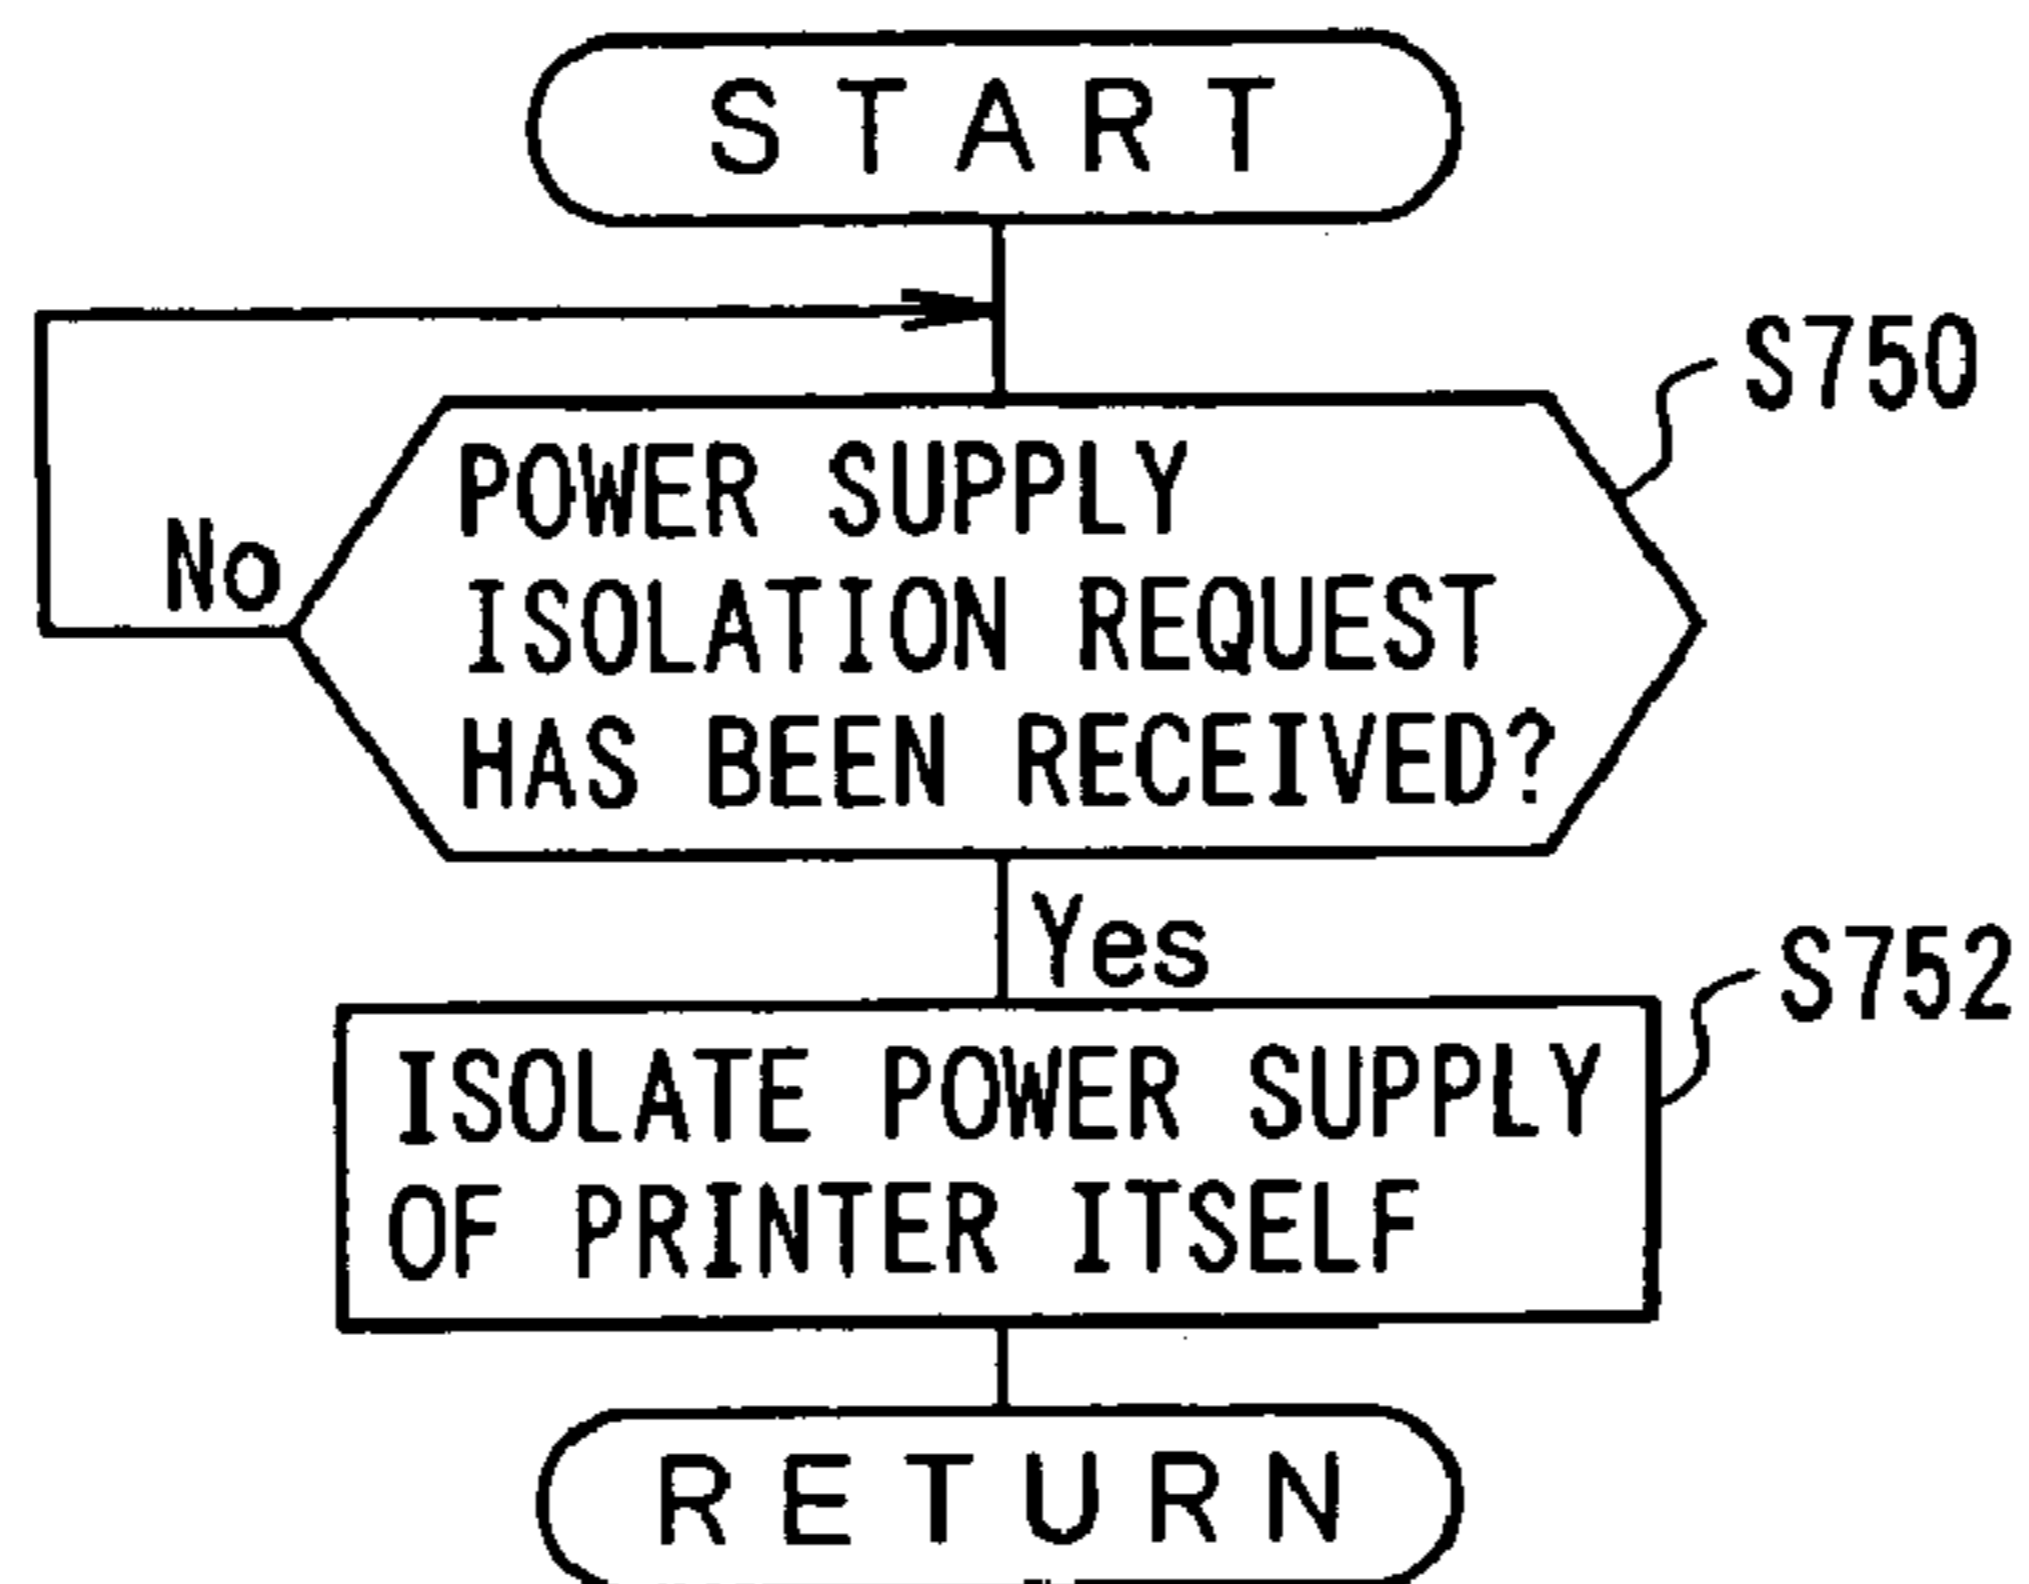 START
S750
POWER SUPPLY
ISOLATION REQUEST
HAS BEEN RECEIVED?
No
Yes
S752
ISOLATE POWER SUPPLY
OF PRINTER ITSELF
RETURN